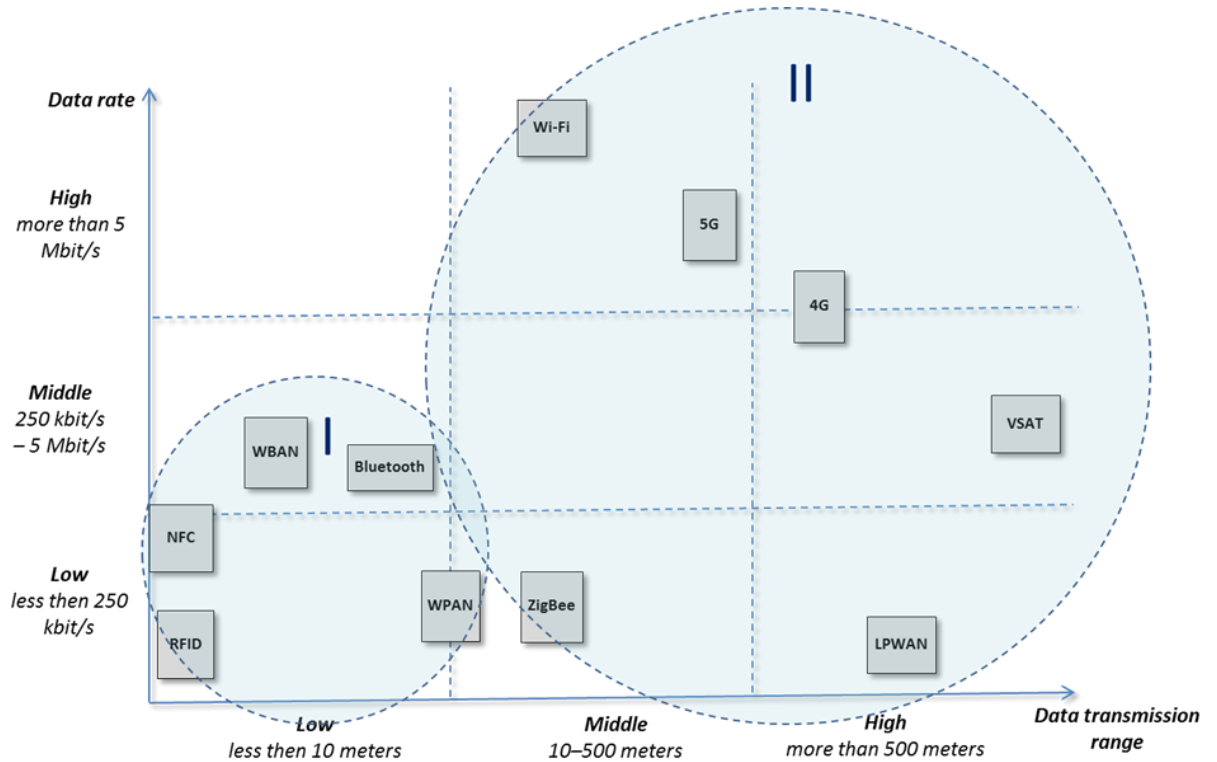 II
Data rate
Wi-Fi
High
more than 5
Mbit/s
5G
4G
Middle
250 kbit/s
– 5 Mbit/s
I
WBAN
Bluetooth
VSAT
NFC
Low
less then 250
kbit/s
WPAN
ZigBee
RFID
LPWAN
Low
less then 10 meters
Middle
10–500 meters
High
more than 500 meters
Data transmission
range